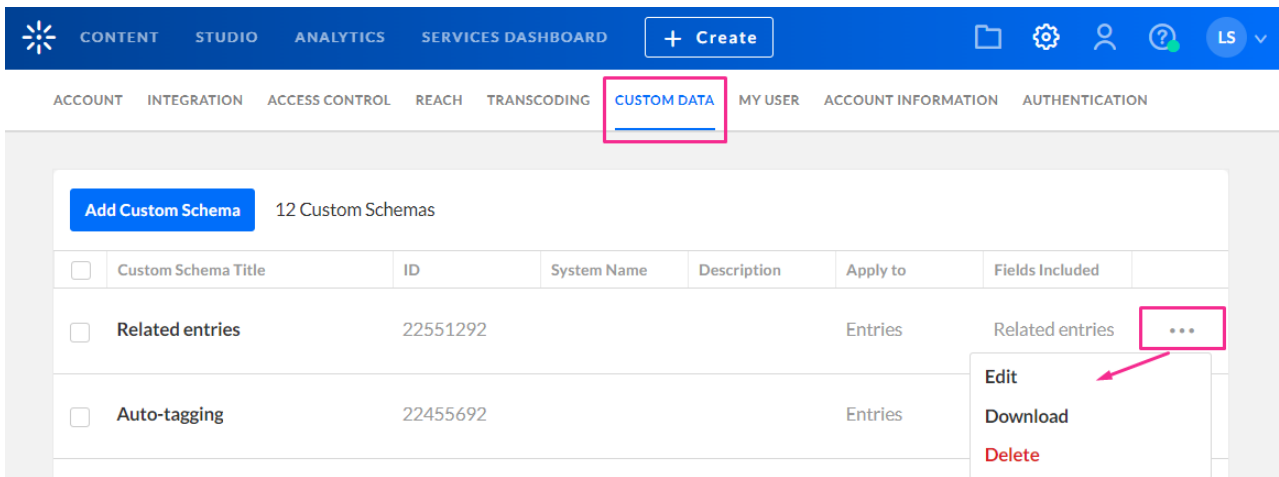 CONTENT STUDIO ANALYTICS SERVICES DASHBOARD + Create ? LS
ACCOUNT INTEGRATION ACCESS CONTROL REACH TRANSCODING CUSTOM DATA MY USER ACCOUNT INFORMATION AUTHENTICATION
Add Custom Schema 12 Custom Schemas
Custom Schema Title ID System Name Description Apply to Fields Included
Related entries 22551292 Entries Related entries •••
Edit
Auto-tagging 22455692 Entries Download
Delete